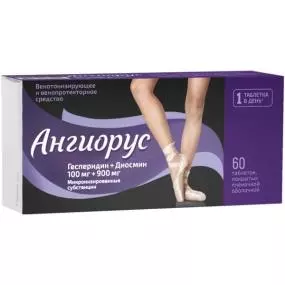 Венотонизирующее и
венопротекторное
средство
1 ТАБЛЕТКА
В ДЕНЬ
Ангиорус
Гесперидин + Диосмин
100 мг + 900 мг
Микронизированные
субстанции
60
таблеток,
покрытых
плёночной
оболочкой